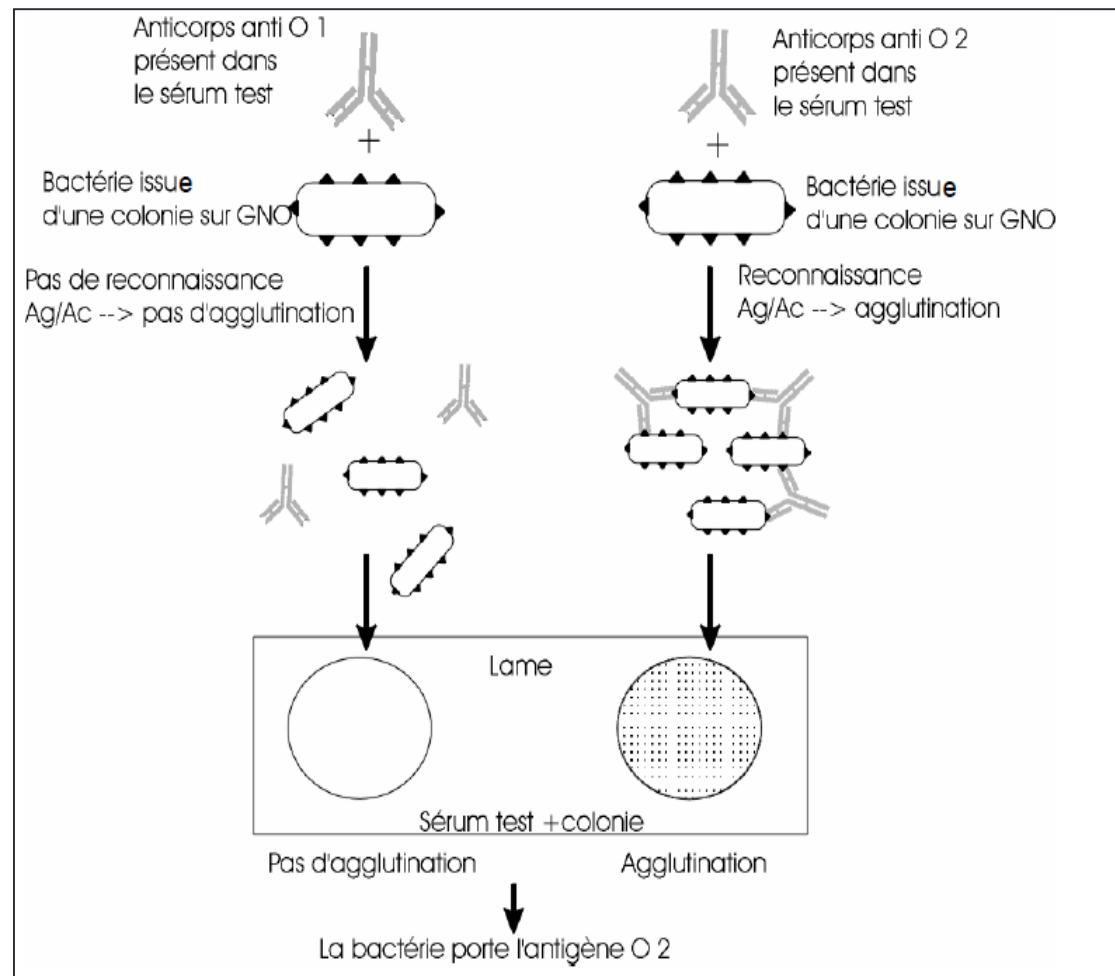 Anticorps anti O 1
présent dans
le sérum test
+
Bactérie issue
d'une colonie sur GNO
Pas de reconnaissance
Ag/Ac --> pas d'agglutination
Anticorps anti O 2
présent dans
le sérum test
+
Bactérie issue
d'une colonie sur GNO
Reconnaissance
Ag/Ac --> agglutination
Lame
Sérum test +colonie
Pas d'agglutination
Agglutination
La bactérie porte l'antigène O 2